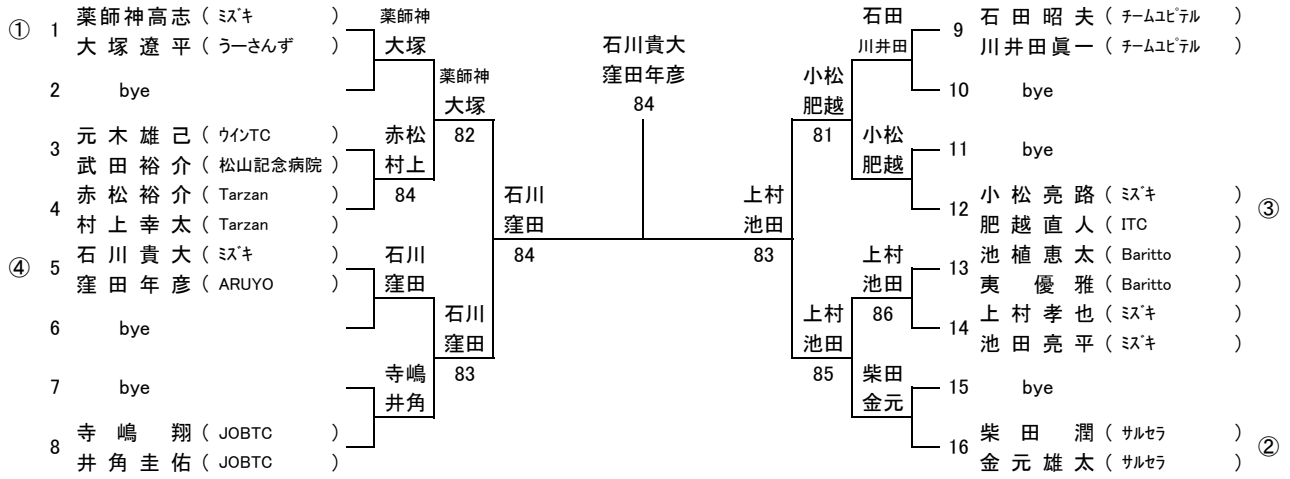 ① 1 薬師神高志 ( ﾐｽﾞｷ )
大塚遼平 ( うーさんず )
2 bye
3 元木雄己 ( ｳインTC )
武田裕介 ( 松山記念病院 )
4 赤松裕介 ( Tarzan )
村上幸太 ( Tarzan )
④ 5 石川貴大 ( ﾐｽﾞｷ )
窪田年彦 ( ARUYO )
6 bye
7 bye
8 寺嶋翔 ( JOBTC )
井角圭佑 ( JOBTC )
薬師神
大塚
赤松
村上
84
石川
窪田
寺嶋
井角
薬師神
大塚
82
石川
窪田
83
石川
窪田
84
石川貴大
窪田年彦
84
上村
池田
83
小松
肥越
81
上村
池田
85
石田
川井田
小松
肥越
上村
池田
86
柴田
金元
9 石田昭夫 ( ﾁｰﾑﾕﾋﾟﾃﾙ )
川井田眞一 ( ﾁｰﾑﾕﾋﾟﾃﾙ )
10 bye
11 bye
12 小松亮路 ( ﾐｽﾞｷ ) ③
肥越直人 ( ITC )
13 池植恵太 ( Baritto )
夷優雅 ( Baritto )
14 上村孝也 ( ﾐｽﾞｷ )
池田亮平 ( ﾐｽﾞｷ )
15 bye
16 柴田潤 ( ｻﾙｾﾗ ) ②
金元雄太 ( ｻﾙｾﾗ )